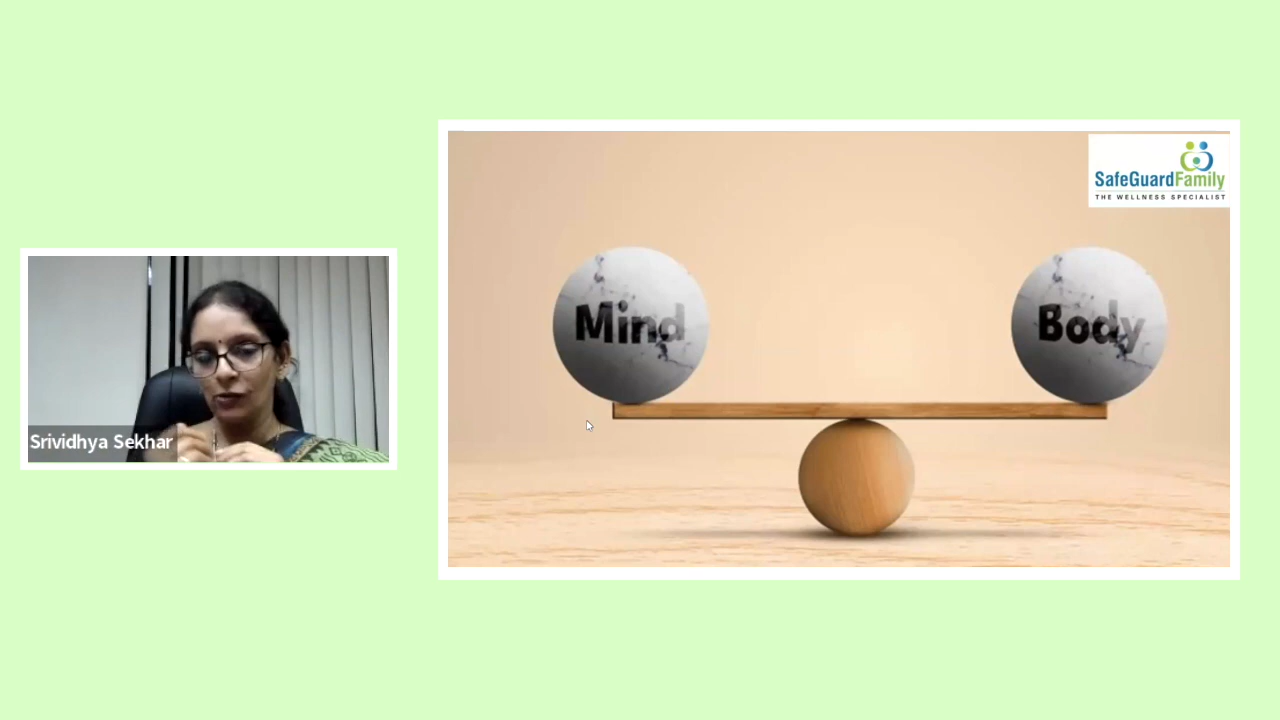 SafeGuardFamily
THE WELLNESS SPECIALIST
Mind
Body
Srividhya Sekhar